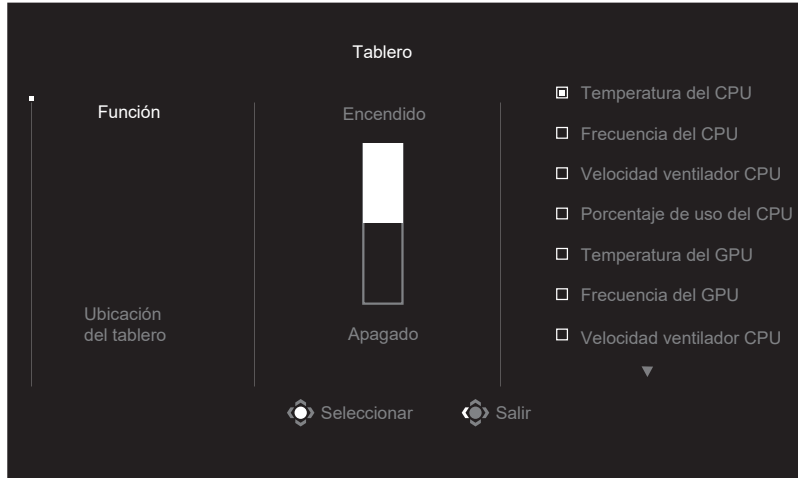 Tablero
Función
Ubicación
del tablero
Encendido
Apagado
Temperatura del CPU
Frecuencia del CPU
Velocidad ventilador CPU
Porcentaje de uso del CPU
Temperatura del GPU
Frecuencia del GPU
Velocidad ventilador CPU
Seleccionar
Salir